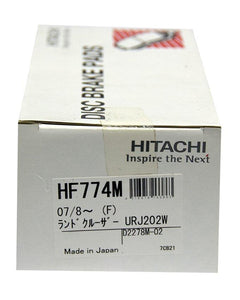 DISC BRAKE PADS
HITACHI
Inspire the Next
HF774M
07/8～ (F)
ランドクルーザー URJ202W
D2278M-02
Made in Japan
7C821